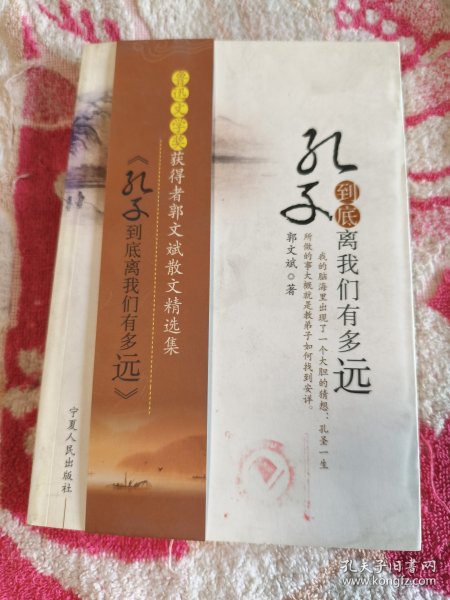 孔子到底离我们有多远
郭文斌◎著
我的脑海里出现了一个大胆的猜想：孔圣一生
所做的事大概就是教弟子如何找到安详。
鲁迅文学奖获得者郭文斌散文精选集
《孔子到底离我们有多远》
宁夏人民出版社
孔夫子旧书网
kongfz.com